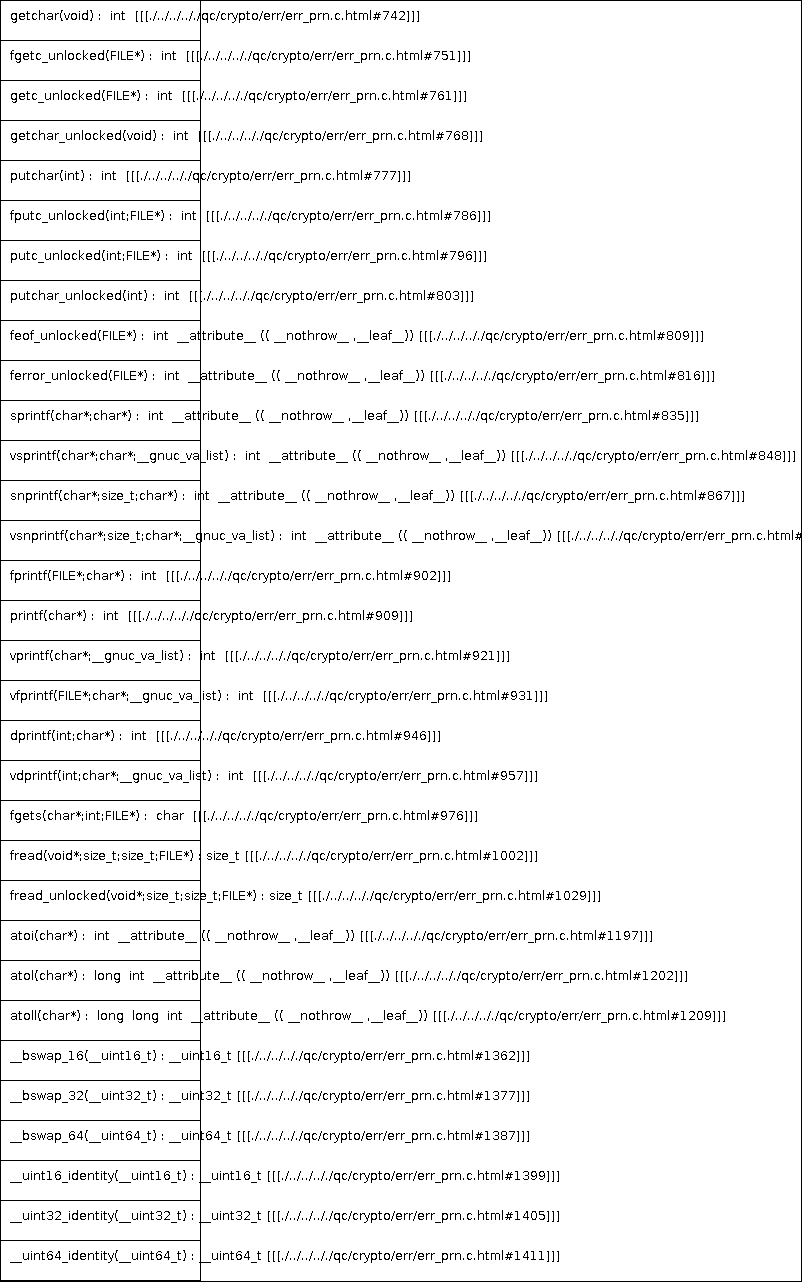 getchar(void) : int [[[./../../../../qc/crypto/err/err_prn.c.html#742]]]
fgetc_unlocked(FILE*) : int [[[./../../../../qc/crypto/err/err_prn.c.html#751]]]
getc_unlocked(FILE*) : int [[[./../../../../qc/crypto/err/err_prn.c.html#761]]]
getchar_unlocked(void) : int [[[./../../../../qc/crypto/err/err_prn.c.html#768]]]
putchar(int) : int [[[./../../../../qc/crypto/err/err_prn.c.html#777]]]
fputc_unlocked(int;FILE*) : int [[[./../../../../qc/crypto/err/err_prn.c.html#786]]]
putc_unlocked(int;FILE*) : int [[[./../../../../qc/crypto/err/err_prn.c.html#796]]]
putchar_unlocked(int) : int [[[./../../../../qc/crypto/err/err_prn.c.html#803]]]
feof_unlocked(FILE*) : int __attribute__ (( __nothrow__ ,__leaf__)) [[[./../../../../qc/crypto/err/err_prn.c.html#809]]]
ferror_unlocked(FILE*) : int __attribute__ (( __nothrow__ ,__leaf__)) [[[./../../../../qc/crypto/err/err_prn.c.html#816]]]
sprintf(char*;char*) : int __attribute__ (( __nothrow__ ,__leaf__)) [[[./../../../../qc/crypto/err/err_prn.c.html#835]]]
vsprintf(char*;char*;__gnuc_va_list) : int __attribute__ (( __nothrow__ ,__leaf__)) [[[./../../../../qc/crypto/err/err_prn.c.html#848]]]
snprintf(char*;size_t;char*) : int __attribute__ (( __nothrow__ ,__leaf__)) [[[./../../../../qc/crypto/err/err_prn.c.html#867]]]
vsnprintf(char*;size_t;char*;__gnuc_va_list) : int __attribute__ (( __nothrow__ ,__leaf__)) [[[./../../../../qc/crypto/err/err_prn.c.html#
fprintf(FILE*;char*) : int [[[./../../../../qc/crypto/err/err_prn.c.html#902]]]
printf(char*) : int [[[./../../../../qc/crypto/err/err_prn.c.html#909]]]
vprintf(char*;__gnuc_va_list) : int [[[./../../../../qc/crypto/err/err_prn.c.html#921]]]
vfprintf(FILE*;char*;__gnuc_va_list) : int [[[./../../../../qc/crypto/err/err_prn.c.html#931]]]
dprintf(int;char*) : int [[[./../../../../qc/crypto/err/err_prn.c.html#946]]]
vdprintf(int;char*;__gnuc_va_list) : int [[[./../../../../qc/crypto/err/err_prn.c.html#957]]]
fgets(char*;int;FILE*) : char [[[./../../../../qc/crypto/err/err_prn.c.html#976]]]
fread(void*;size_t;size_t;FILE*) : size_t [[[./../../../../qc/crypto/err/err_prn.c.html#1002]]]
fread_unlocked(void*;size_t;size_t;FILE*) : size_t [[[./../../../../qc/crypto/err/err_prn.c.html#1029]]]
atoi(char*) : int __attribute__ (( __nothrow__ ,__leaf__)) [[[./../../../../qc/crypto/err/err_prn.c.html#1197]]]
atol(char*) : long int __attribute__ (( __nothrow__ ,__leaf__)) [[[./../../../../qc/crypto/err/err_prn.c.html#1202]]]
atoll(char*) : long long int __attribute__ (( __nothrow__ ,__leaf__)) [[[./../../../../qc/crypto/err/err_prn.c.html#1209]]]
__bswap_16(__uint16_t) : __uint16_t [[[./../../../../qc/crypto/err/err_prn.c.html#1362]]]
__bswap_32(__uint32_t) : __uint32_t [[[./../../../../qc/crypto/err/err_prn.c.html#1377]]]
__bswap_64(__uint64_t) : __uint64_t [[[./../../../../qc/crypto/err/err_prn.c.html#1387]]]
__uint16_identity(__uint16_t) : __uint16_t [[[./../../../../qc/crypto/err/err_prn.c.html#1399]]]
__uint32_identity(__uint32_t) : __uint32_t [[[./../../../../qc/crypto/err/err_prn.c.html#1405]]]
__uint64_identity(__uint64_t) : __uint64_t [[[./../../../../qc/crypto/err/err_prn.c.html#1411]]]